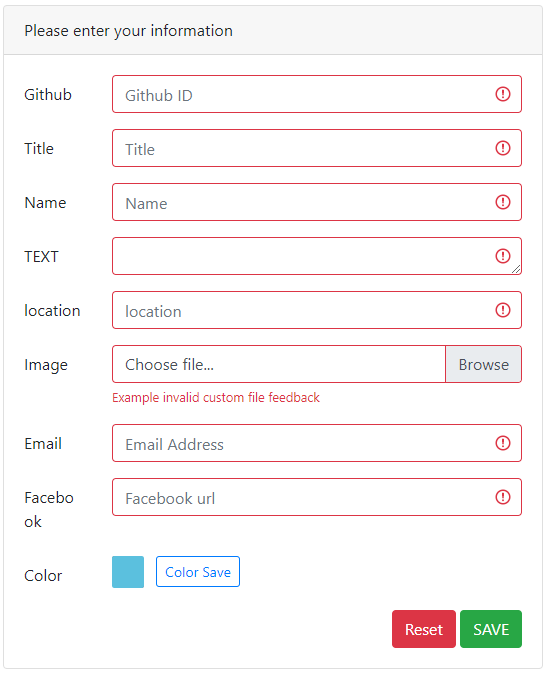 Please enter your information
Github Github ID
Title Title
Name Name
TEXT
location location
Image Choose file... Browse
Example invalid custom file feedback
Email Email Address
Facebo Facebook url
ok
Color Color Save
Reset SAVE